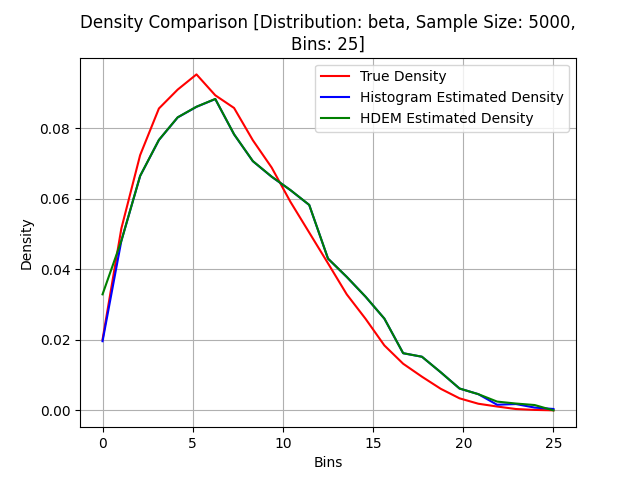 Density Comparison [Distribution: beta, Sample Size: 5000,
Bins: 25]
True Density
Histogram Estimated Density
HDEM Estimated Density
Density
0.08
0.06
0.04
0.02
0.00
0
5
10
15
20
25
Bins